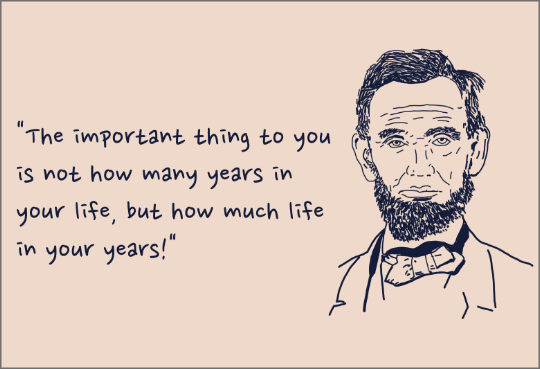 "The important thing to you
is not how many years in
your life, but how much life
in your years!"